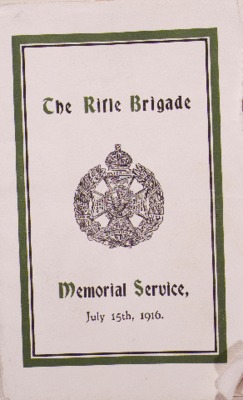 The Rifle Brigade
Memorial Service,
July 15th, 1916.